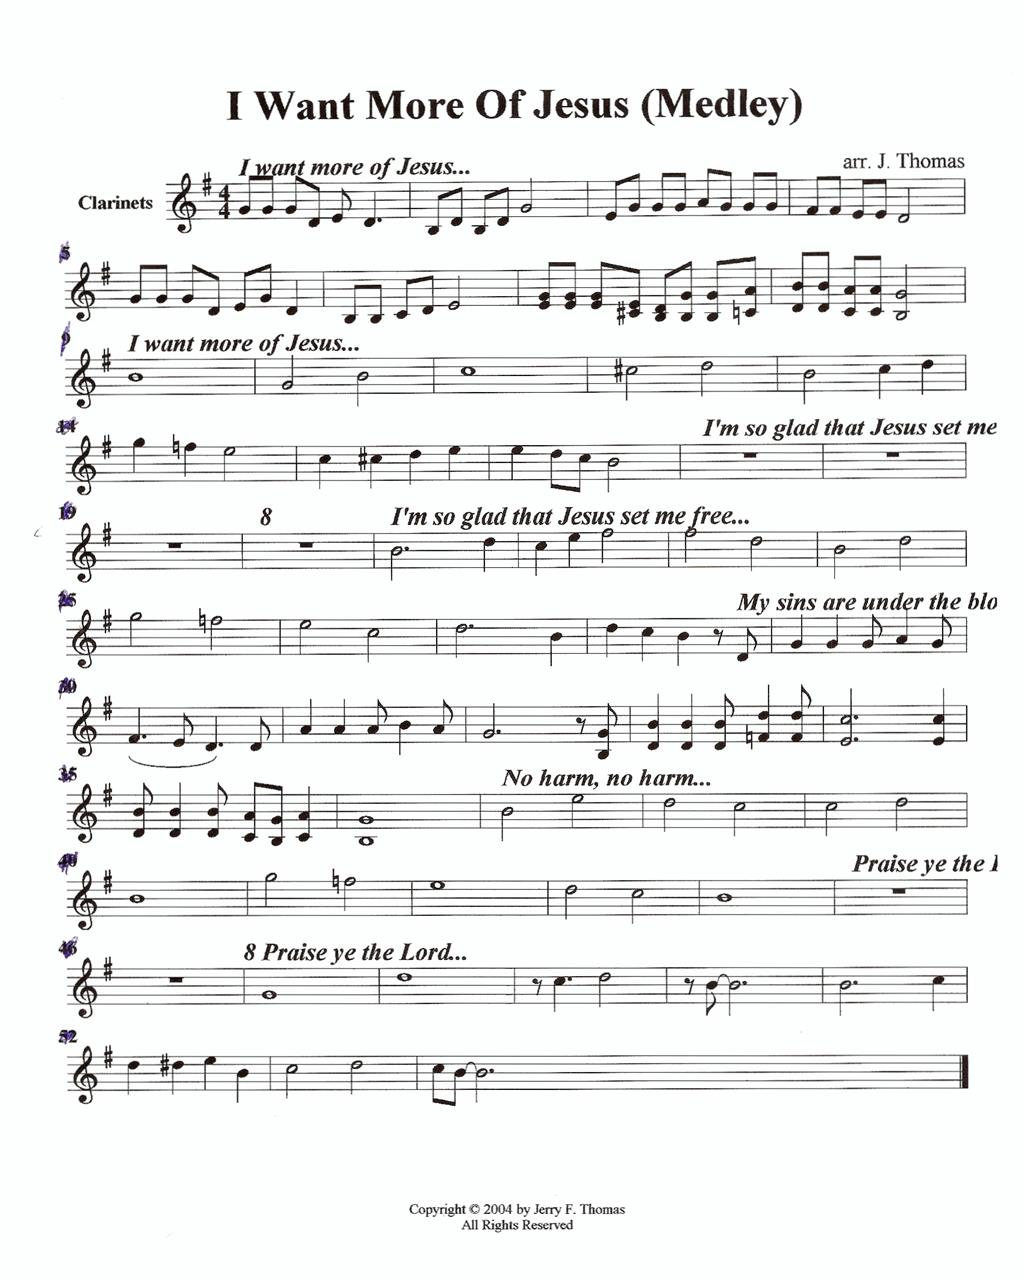 I Want More Of Jesus (Medley)
I want more of Jesus...
arr. J. Thomas
Clarinets
5
9
I want more of Jesus...
14
I'm so glad that Jesus set me
19
8
I'm so glad that Jesus set me free...
25
My sins are under the blo
30
35
No harm, no harm...
40
Praise ye the
46
8 Praise ye the Lord...
52
Copyright © 2004 by Jerry F. Thomas
All Rights Reserved